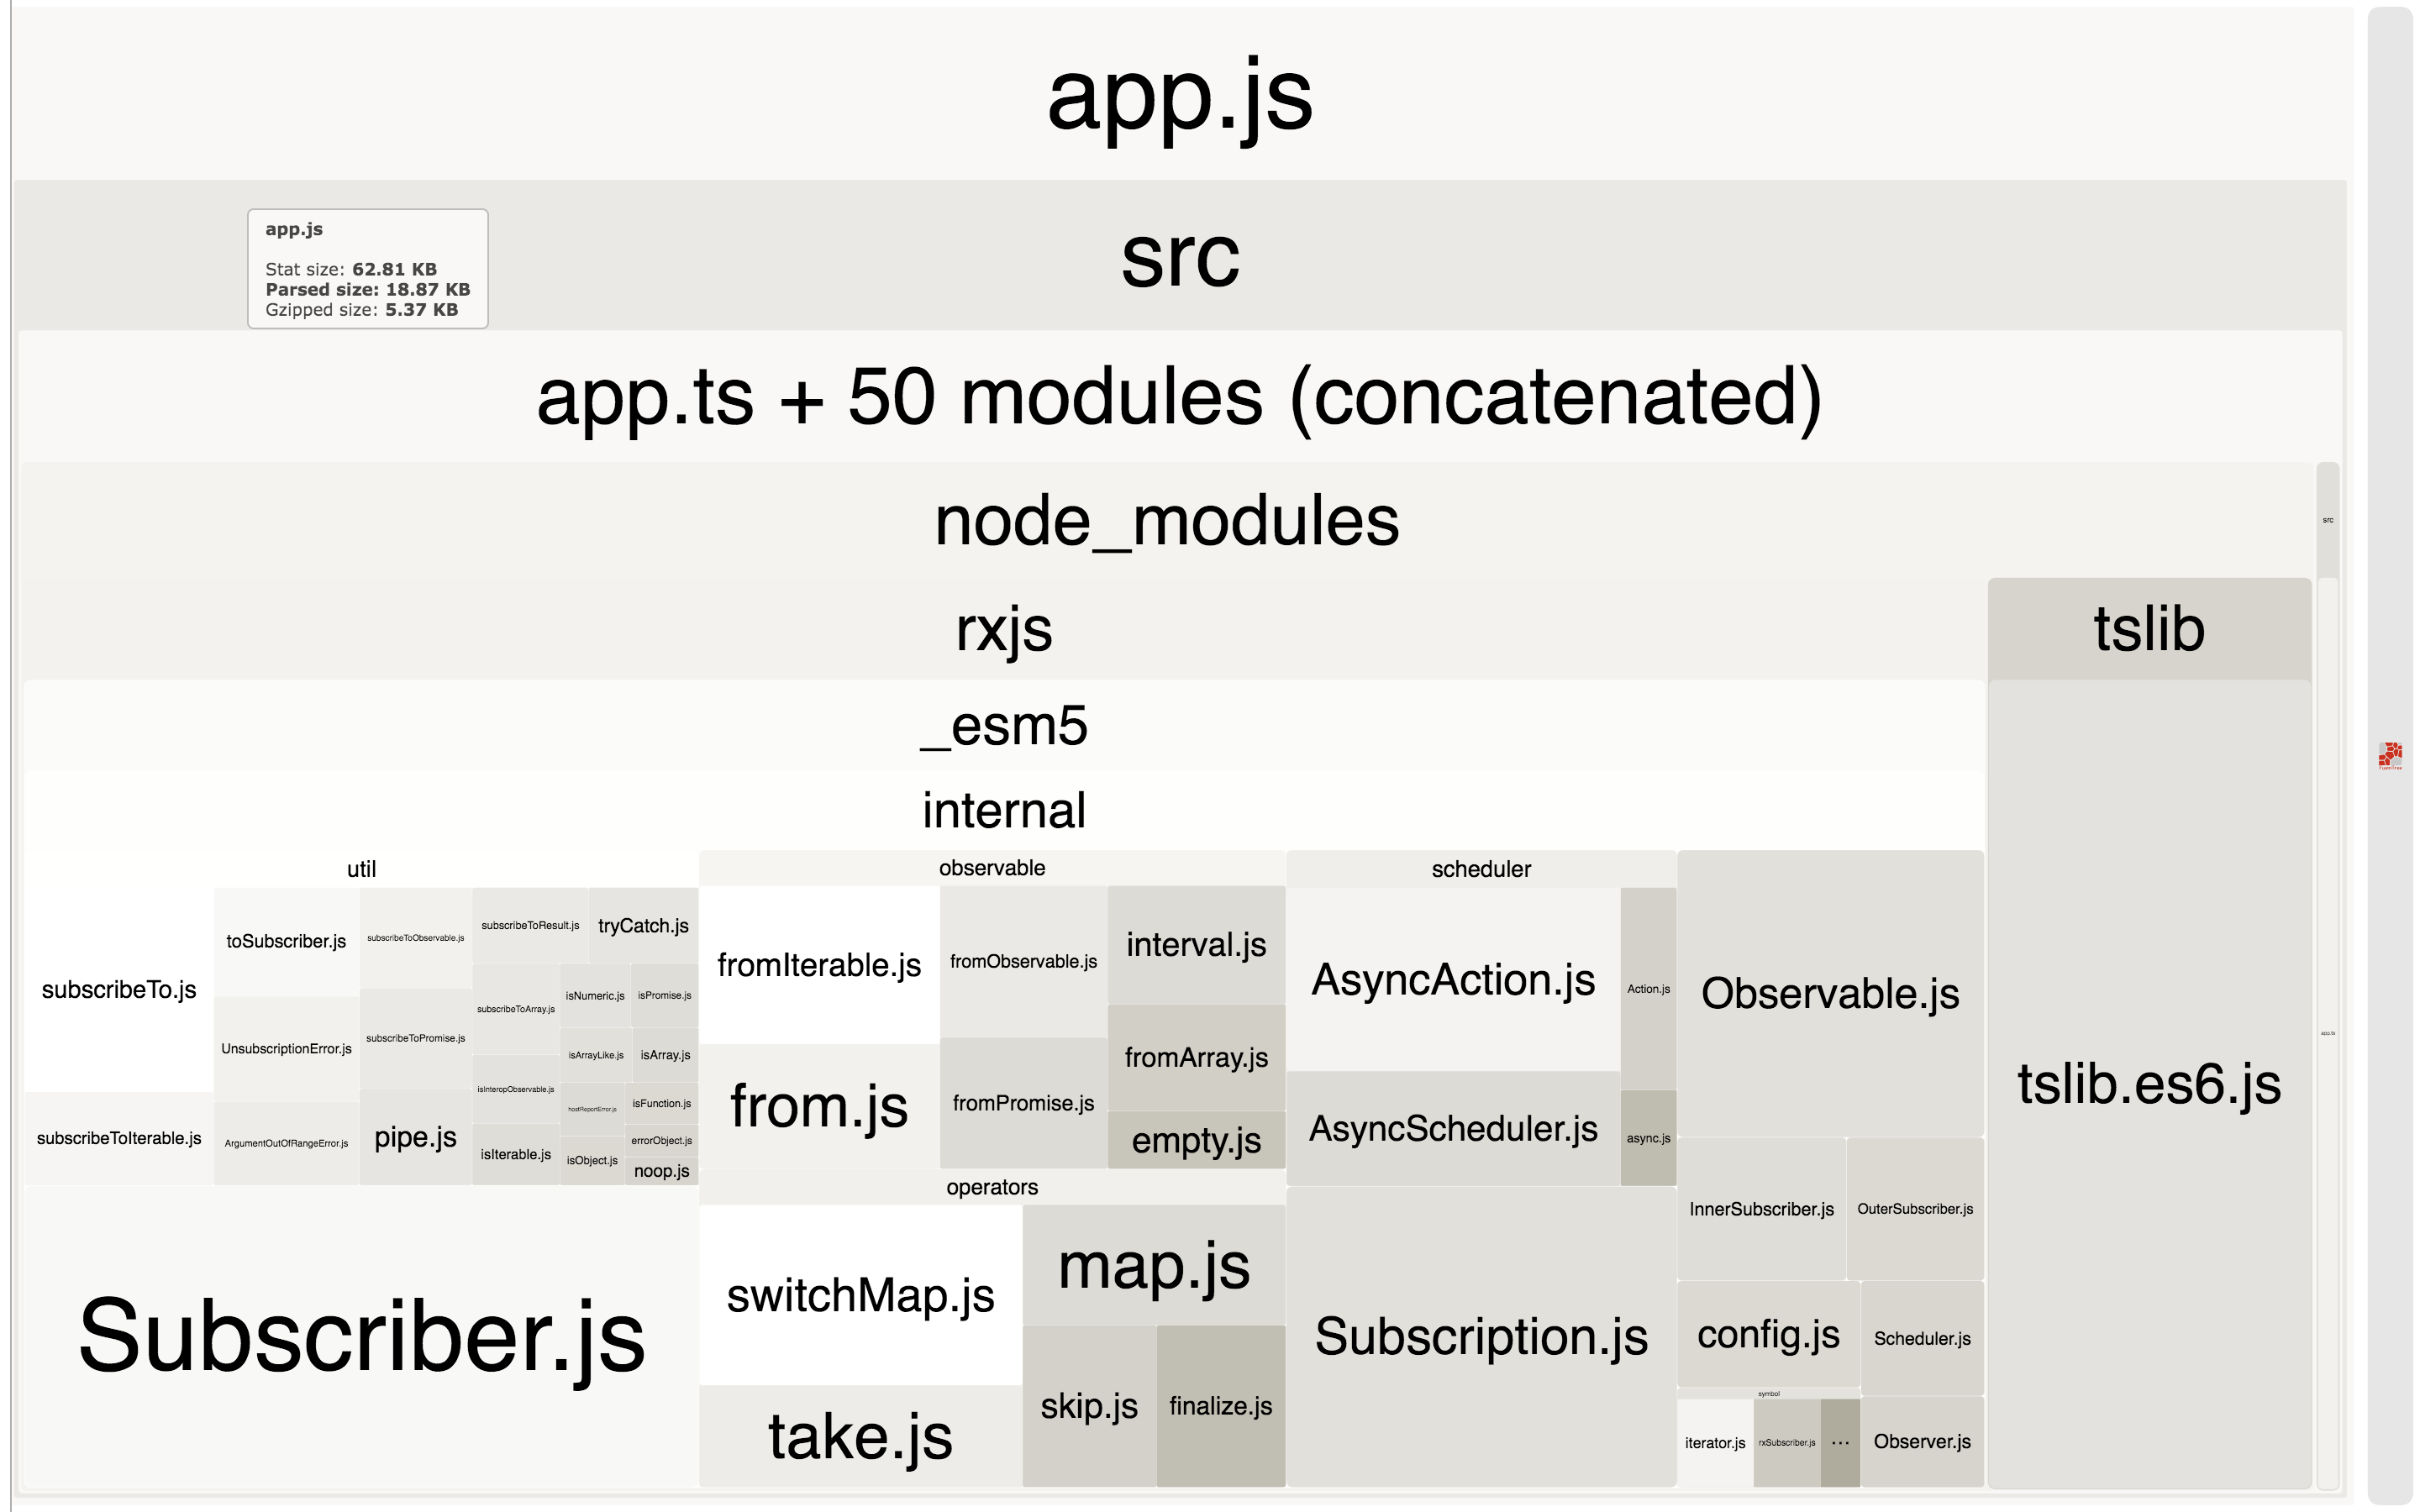 app.js
src
app.js
Stat size: 62.81 KB
Parsed size: 18.87 KB
Gzipped size: 5.37 KB
app.ts + 50 modules (concatenated)
node_modules
src
rxjs
tslib
_esm5
internal
util
observable
scheduler
subscribeTo.js
toSubscriber.js
subscribeToObservable.js
subscribeToResult.js
tryCatch.js
UnsubscriptionError.js
subscribeToPromise.js
subscribeToArray.js
isNumeric.js
isPromise.js
isArrayLike.js
isArray.js
subscribeToIterable.js
ArgumentOutOfRangeError.js
pipe.js
isInteropObservable.js
isIterable.js
hostReportError.js
isFunction.js
isObject.js
errorObject.js
noop.js
Subscriber.js
fromIterable.js
fromObservable.js
interval.js
from.js
fromPromise.js
fromArray.js
empty.js
operators
switchMap.js
map.js
take.js
skip.js
finalize.js
AsyncAction.js
Action.js
AsyncScheduler.js
async.js
Subscription.js
Observable.js
InnerSubscriber.js
OuterSubscriber.js
config.js
Scheduler.js
symbol
iterator.js
rxSubscriber.js
...
Observer.js
tslib.es6.js
app.ts
FoamTree